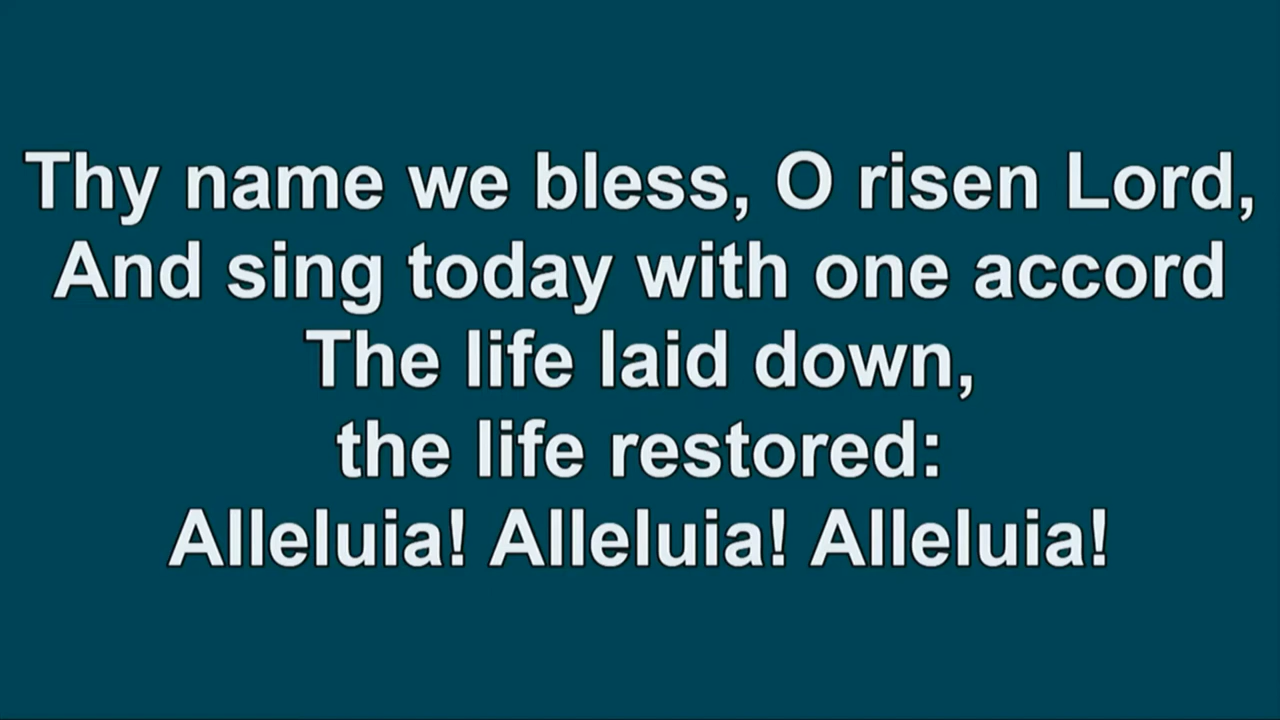 Thy name we bless, O risen Lord,
And sing today with one accord
The life laid down,
the life restored:
Alleluia! Alleluia! Alleluia!